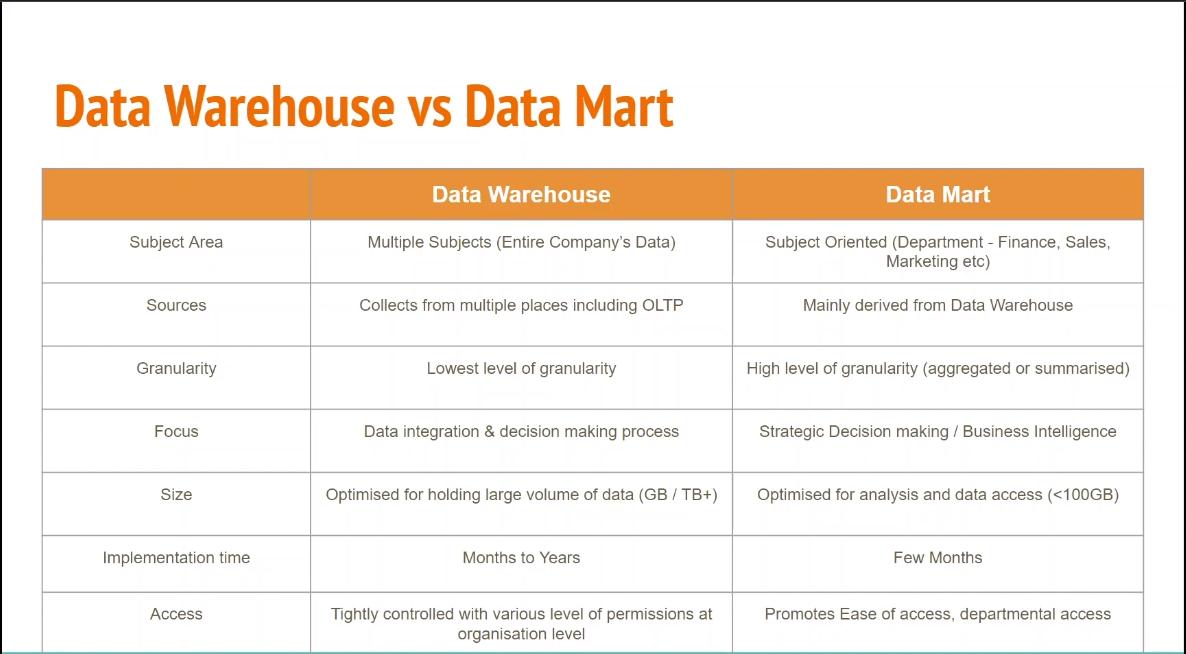 Data Warehouse vs Data Mart
Data Warehouse
Data Mart
Subject Area
Multiple Subjects (Entire Company's Data)
Subject Oriented (Department - Finance, Sales,
Marketing etc)
Sources
Collects from multiple places including OLTP
Mainly derived from Data Warehouse
Granularity
Lowest level of granularity
High level of granularity (aggregated or summarised)
Focus
Data integration & decision making process
Strategic Decision making / Business Intelligence
Size
Optimised for holding large volume of data (GB / TB+)
Optimised for analysis and data access (<100GB)
Implementation time
Months to Years
Few Months
Access
Tightly controlled with various level of permissions at
organisation level
Promotes Ease of access, departmental access